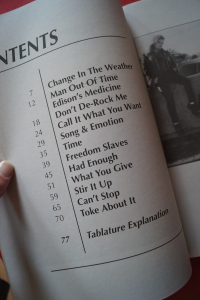 NTENTS
7 Change In The Weather
12 Man Out Of Time
Edison's Medicine
18 Don't De-Rock Me
24 Call It What You Want
29 Song & Emotion
35 Time
39 Freedom Slaves
45 Had Enough
51 What You Give
59 Stir It Up
65 Can't Stop
70 Toke About It
77 Tablature Explanation